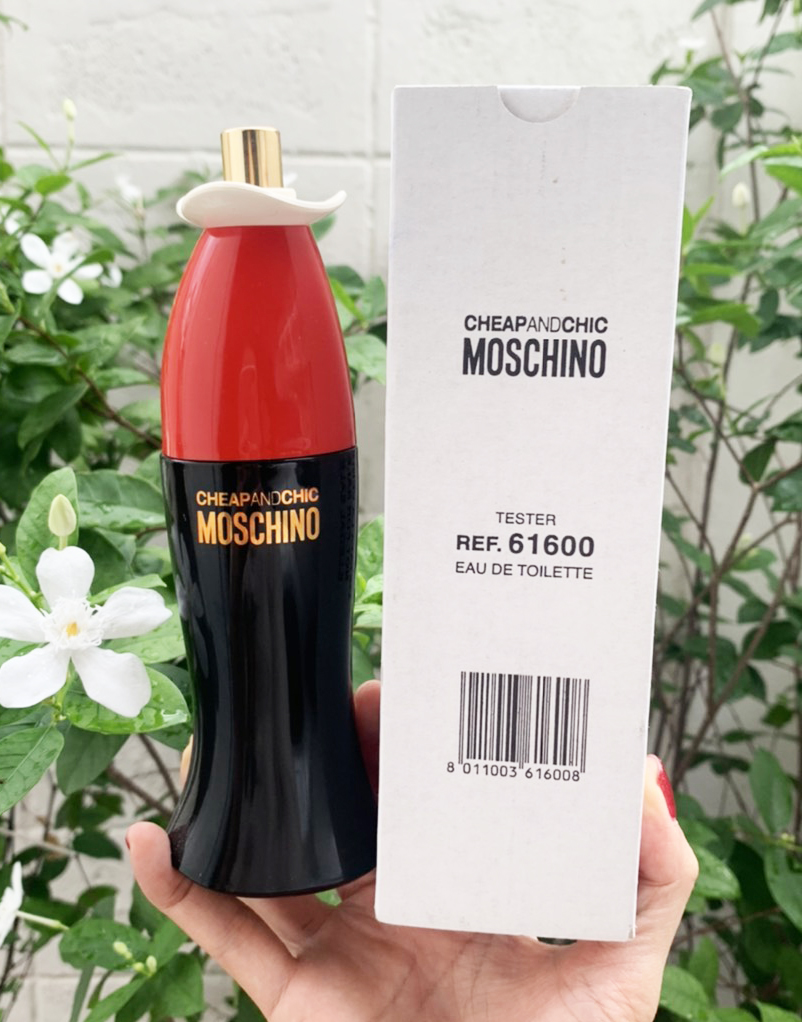 CHEAPANDCHIC
MOSCHINO
CHEAPANDCHIC
MOSCHINO
TESTER
REF. 61600
EAU DE TOILETTE
8 011003 616008